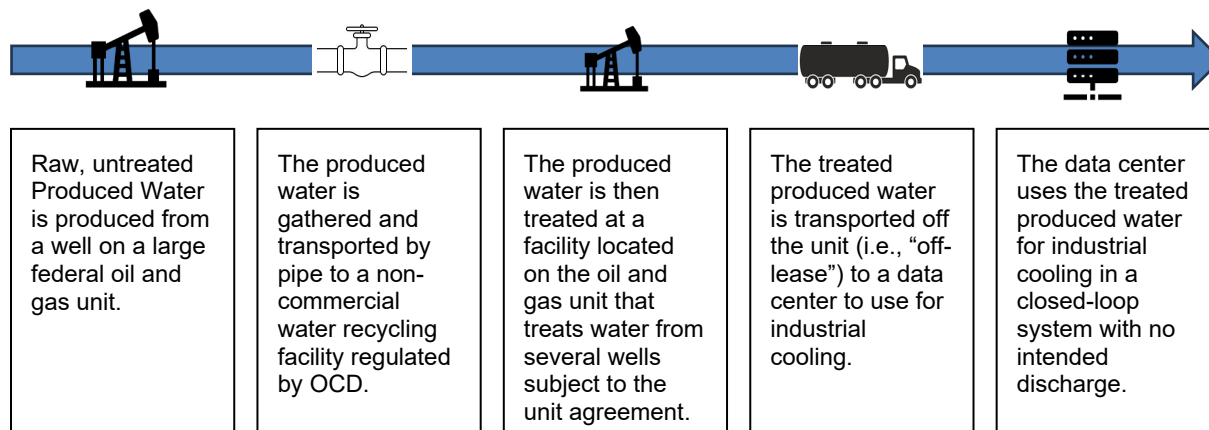 Raw, untreated
Produced Water
is produced from
a well on a large
federal oil and
gas unit.
The produced
water is
gathered and
transported by
pipe to a non-
commercial
water recycling
facility regulated
by OCD.
The produced
water is then
treated at a
facility located
on the oil and
gas unit that
treats water from
several wells
subject to the
unit agreement.
The treated
produced water
is transported off
the unit (i.e., “off-
lease”) to a data
center to use for
industrial
cooling.
The data center
uses the treated
produced water
for industrial
cooling in a
closed-loop
system with no
intended
discharge.